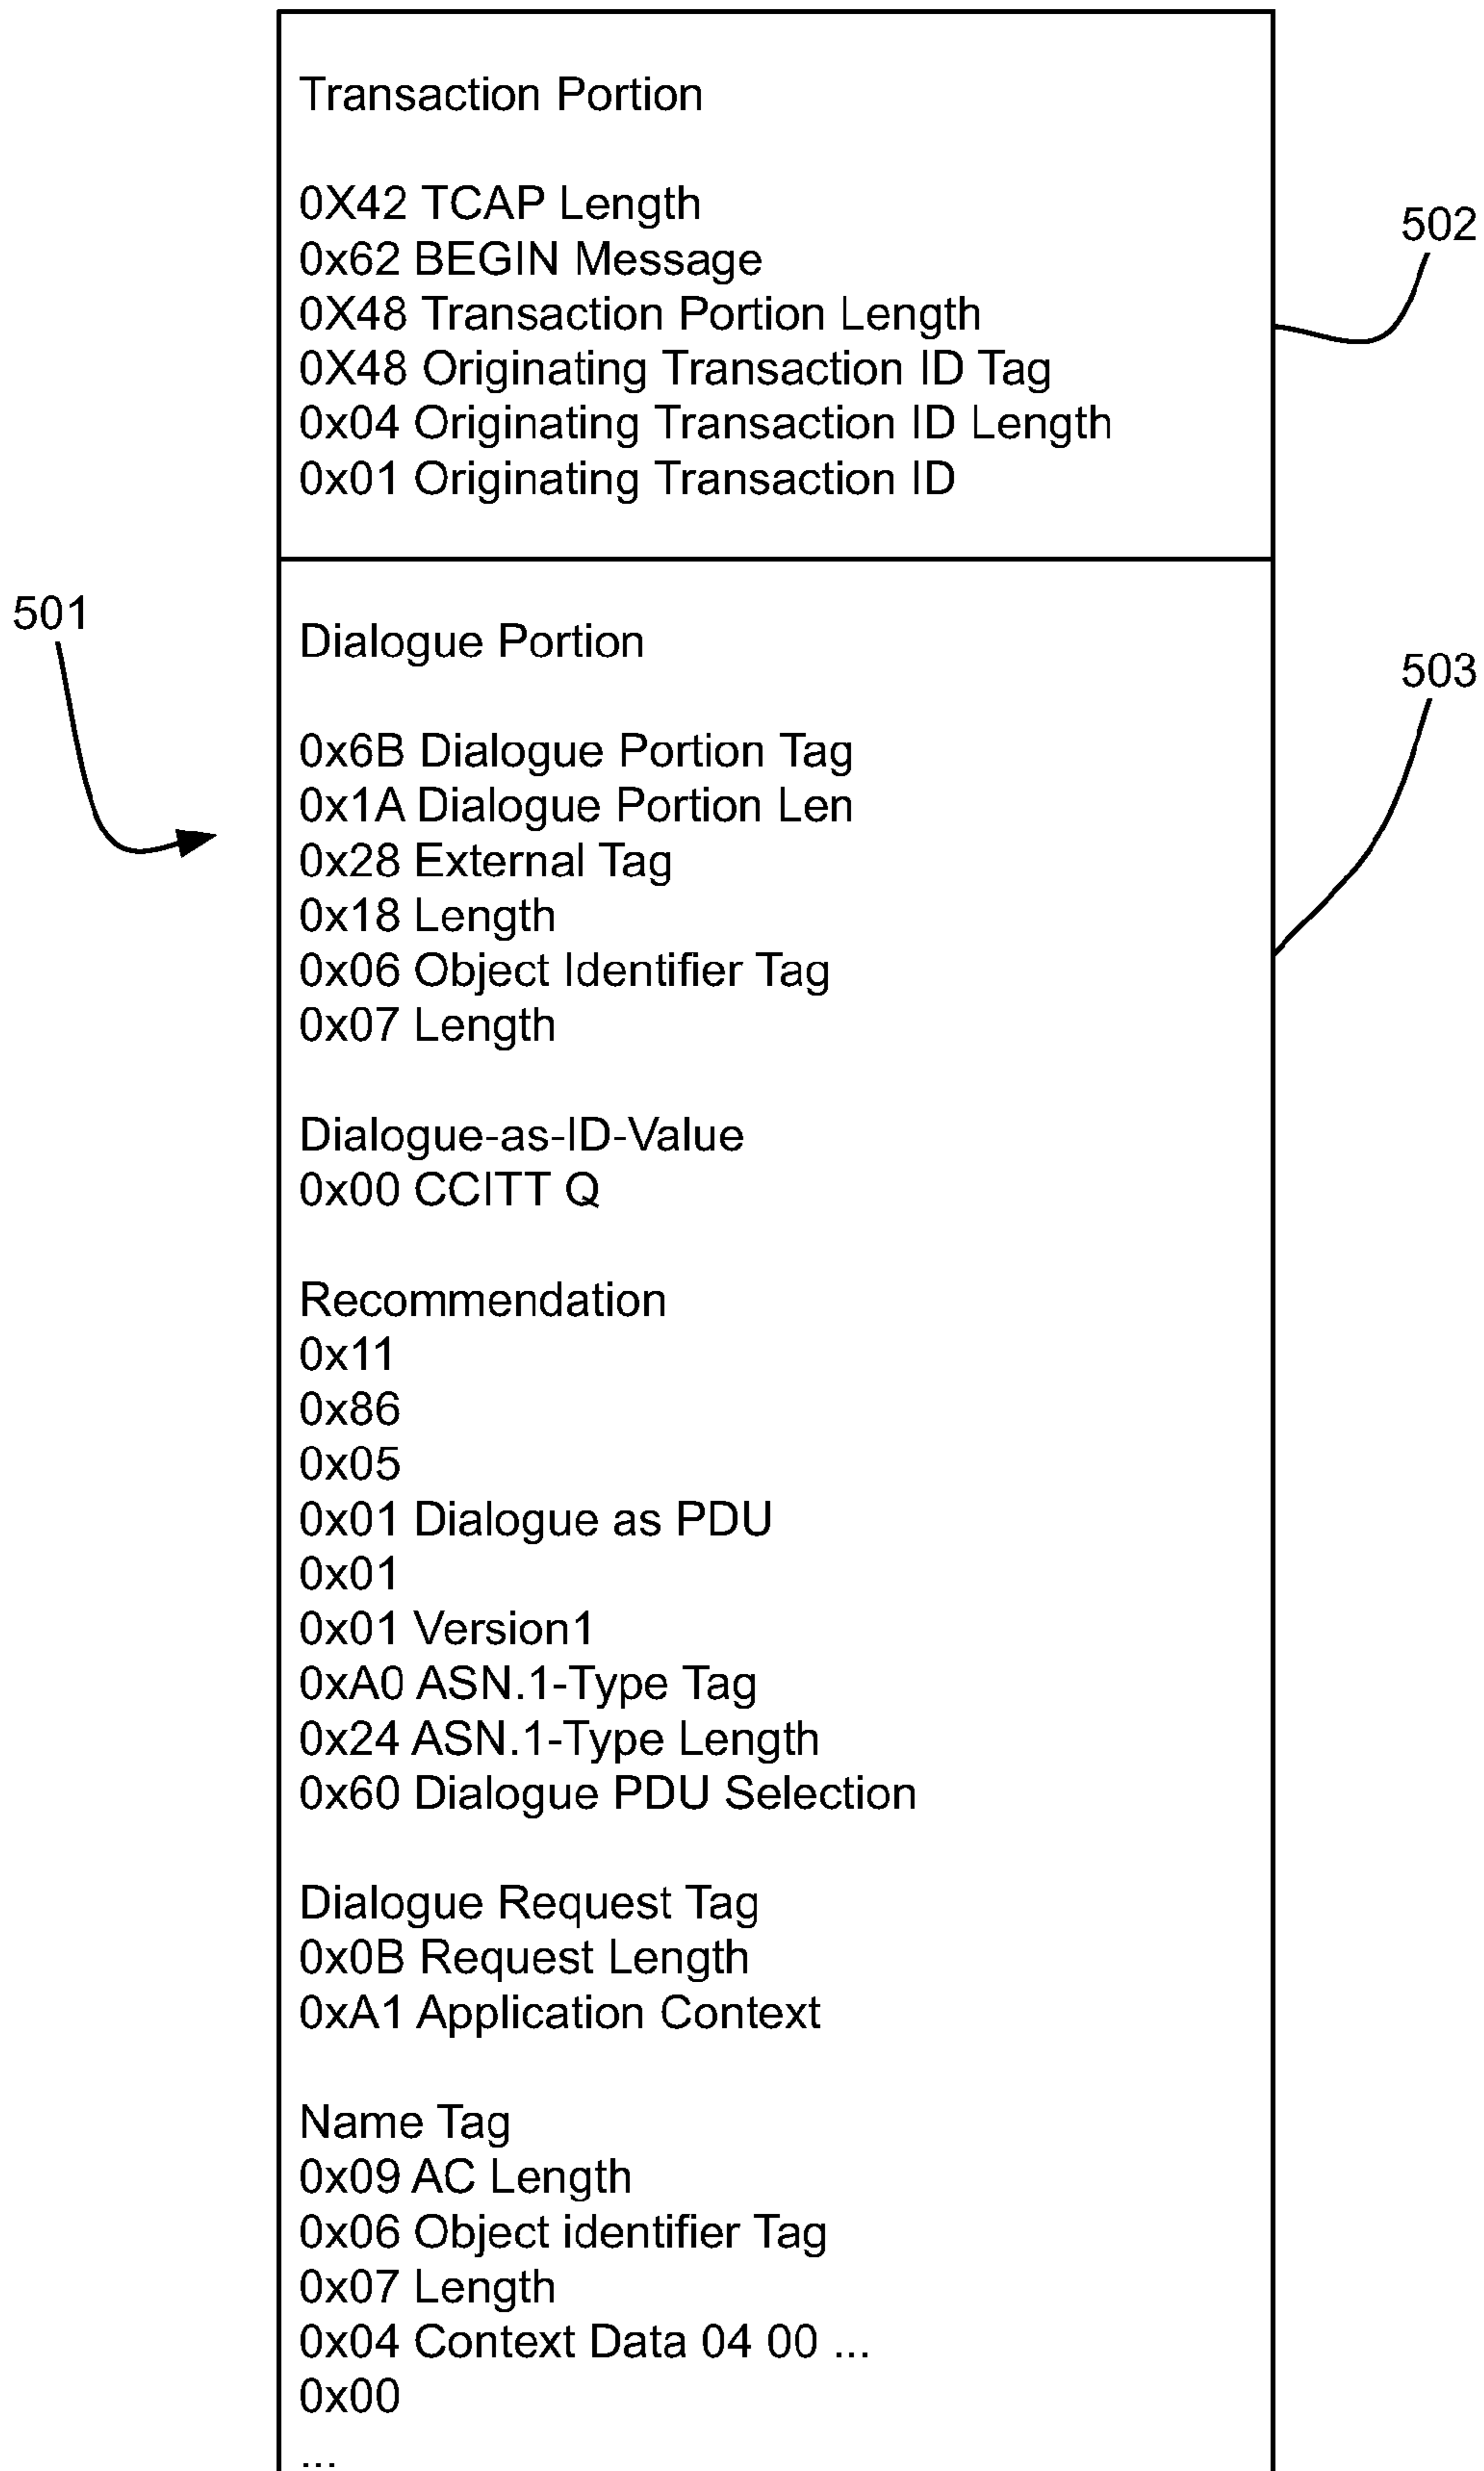 Transaction Portion
0X42 TCAP Length
502
0x62 BEGIN Message
0X48 Transaction Portion Length
0X48 Originating Transaction ID Tag
0x04 Originating Transaction ID Length
0x01 Originating Transaction ID
501
Dialogue Portion
503
0x6B Dialogue Portion Tag
0x1A Dialogue Portion Len
0x28 External Tag
0x18 Length
0x06 Object Identifier Tag
0x07 Length
Dialogue-as-ID-Value
0x00 CCITT Q
Recommendation
0x11
0x86
0x05
0x01 Dialogue as PDU
0x01
0x01 Version1
0xA0 ASN.1-Type Tag
0x24 ASN.1-Type Length
0x60 Dialogue PDU Selection
Dialogue Request Tag
0x0B Request Length
0xA1 Application Context
Name Tag
0x09 AC Length
0x06 Object identifier Tag
0x07 Length
0x04 Context Data 04 00 ...
0x00
...